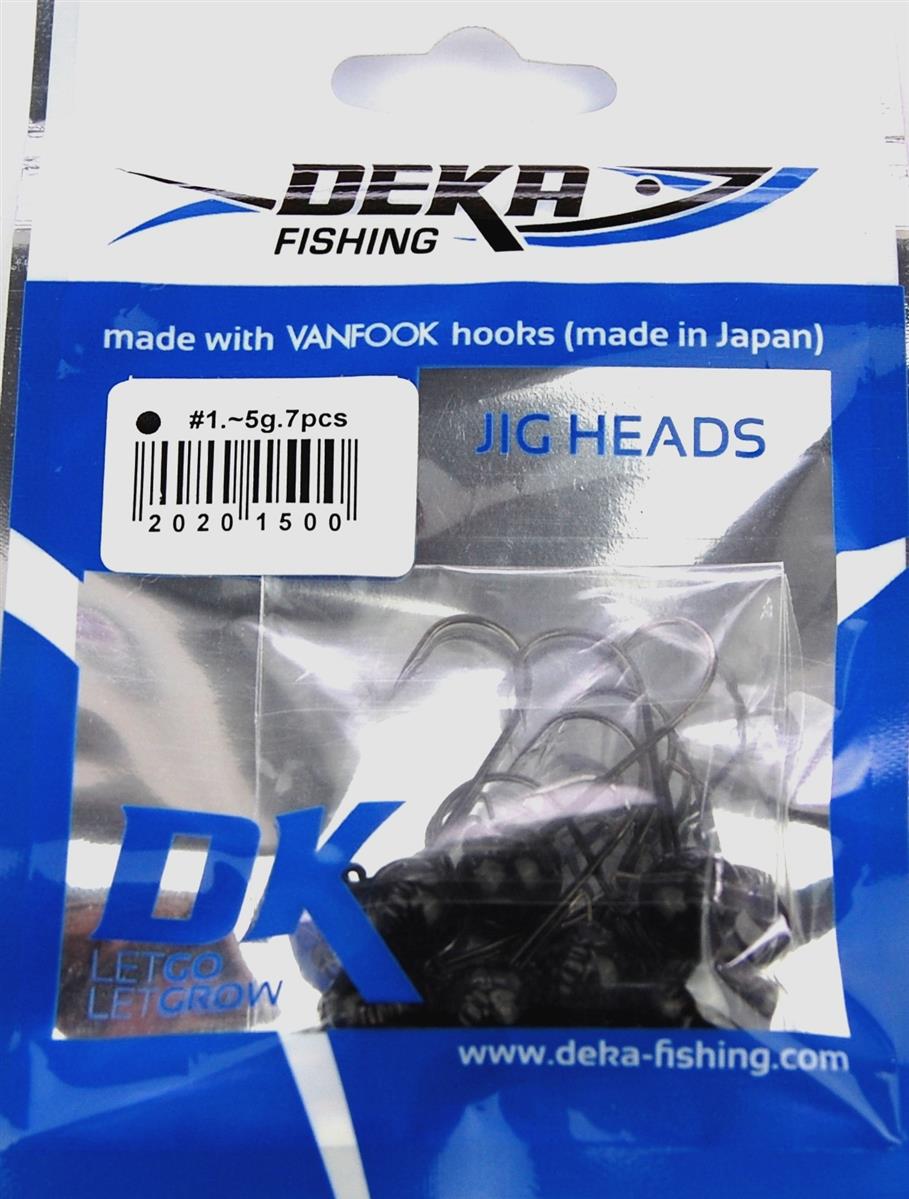 DEKA
FISHING
made with VANFOOK hooks (made in Japan)
#1.~5g.7pcs
2020 1500
JIG HEADS
DK
LETGO
LETGROW
www.deka-fishing.com